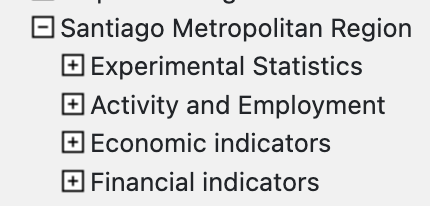 Santiago Metropolitan Region
Experimental Statistics
Activity and Employment
Economic indicators
Financial indicators